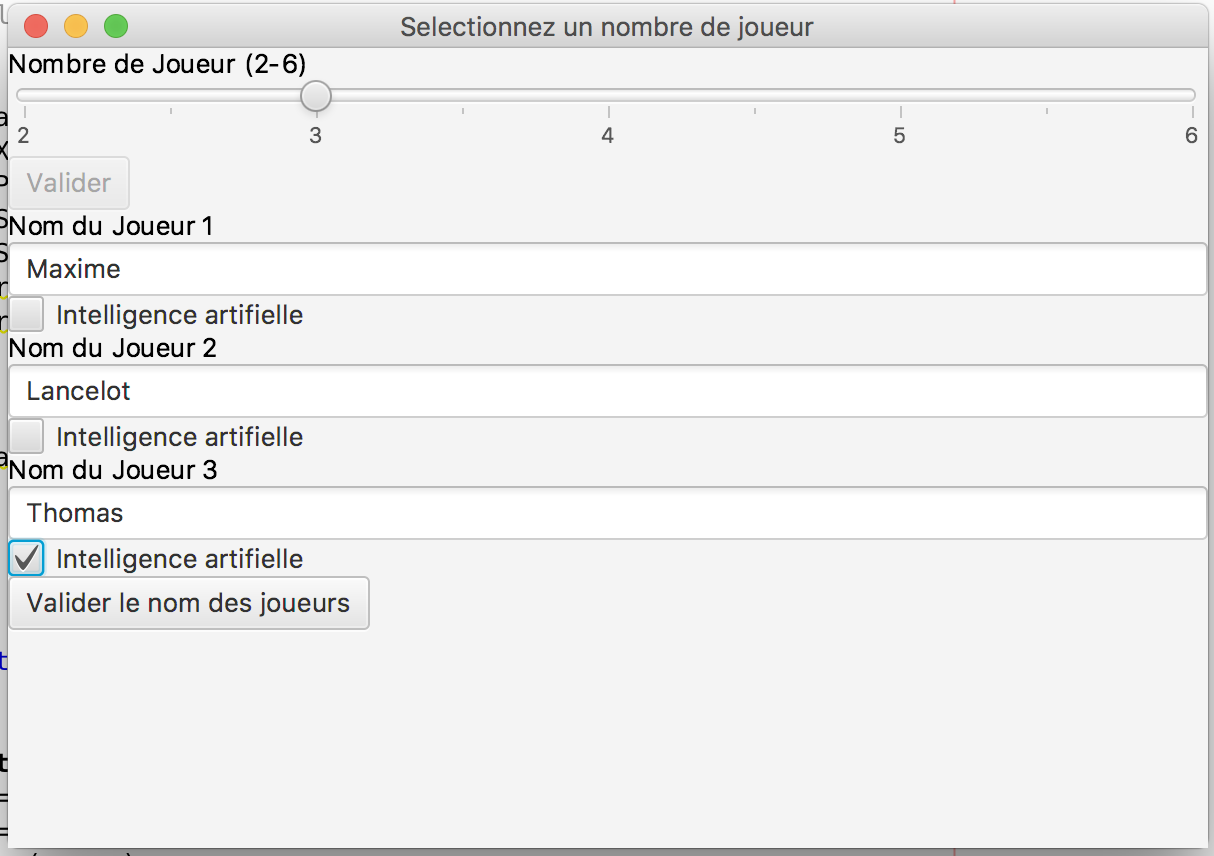 Selectionnez un nombre de joueur
Nombre de Joueur (2-6)
2 3 4 5 6
Valider
Nom du Joueur 1
Maxime
Intelligence artifielle
Nom du Joueur 2
Lancelot
Intelligence artifielle
Nom du Joueur 3
Thomas
Intelligence artifielle
Valider le nom des joueurs